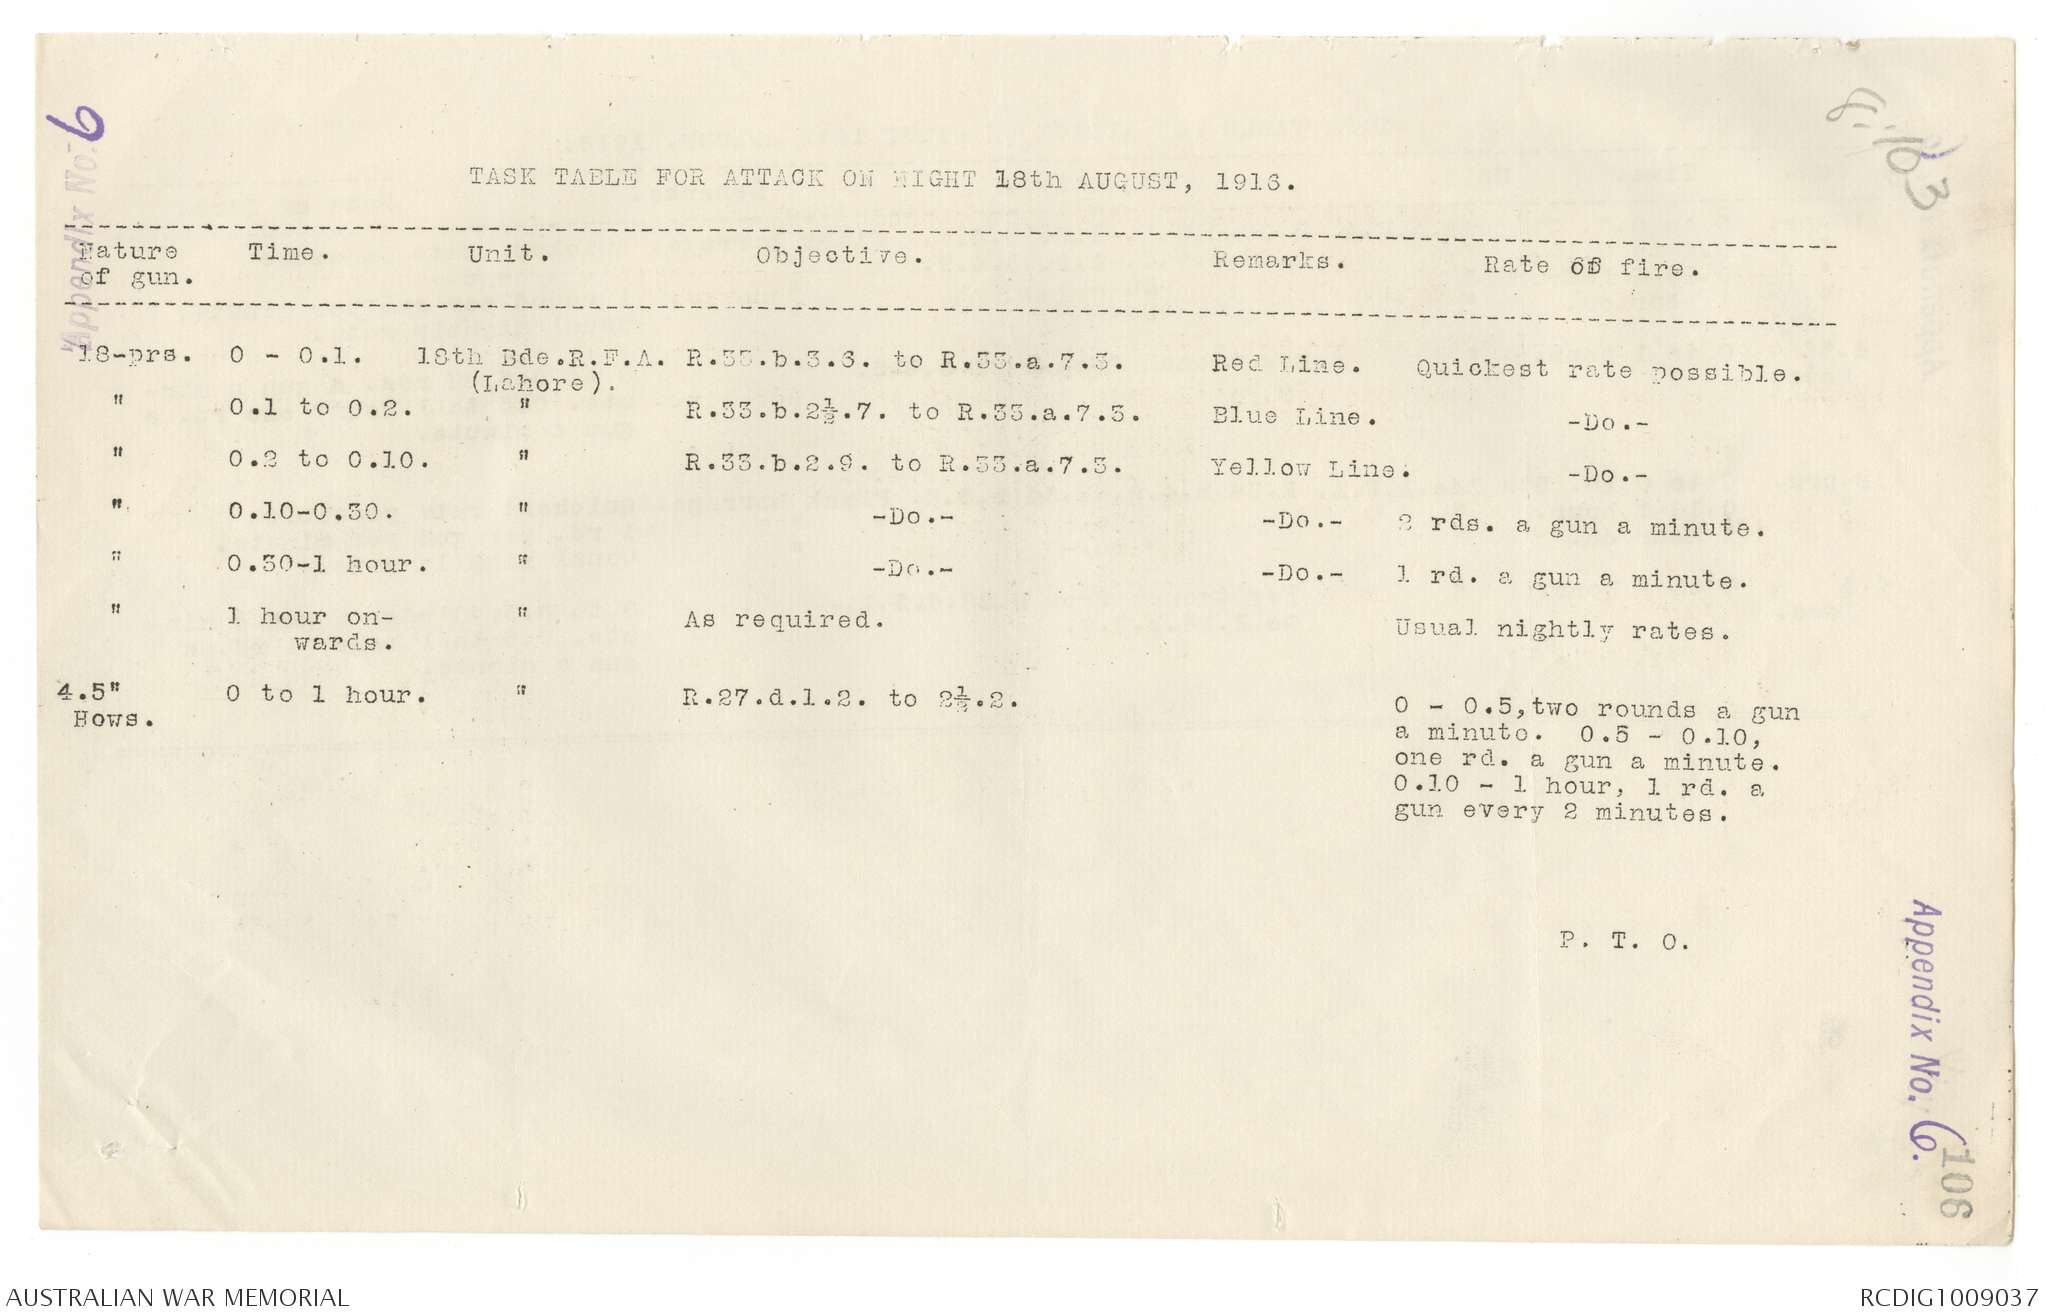 Appendix No. 6
8.163
TASK TABLE FOR ATTACK ON NIGHT 18th AUGUST, 1916.
Nature of gun. Time. Unit. Objective. Remarks. Rate of fire.
18-prs. 0 - 0.1. 18th Bde.R.F.A. (Lahore). R.33.b.3.6. to R.33.a.7.3. Red Line. Quickest rate possible.
" 0.1 to 0.2. " R.33.b.2½.7. to R.33.a.7.3. Blue Line. -Do.-
" 0.2 to 0.10. " R.33.b.2.9. to R.33.a.7.3. Yellow Line. -Do.-
" 0.10-0.30. " -Do.- -Do.- 2 rds. a gun a minute.
" 0.30-1 hour. " -Do.- -Do.- 1 rd. a gun a minute.
" 1 hour on-
wards. " As required. Usual nightly rates.
4.5"
Hows. 0 to 1 hour. " R.27.d.1.2. to 2½.2. 0 - 0.5,two rounds a gun
a minute. 0.5 - 0.10,
one rd. a gun a minute.
0.10 - 1 hour, 1 rd. a
gun every 2 minutes.
P. T. O.
Appendix No. 6.
106
AUSTRALIAN WAR MEMORIAL
RCDIG1009037